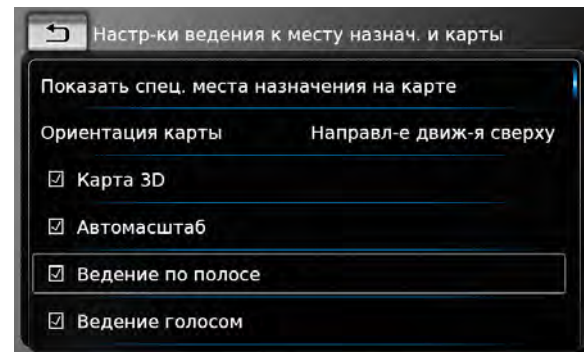 Настр-ки ведения к месту назнач. и карты
Показать спец. места назначения на карте
Ориентация карты Направл-е движ-я сверху
Карта 3D
Автомасштаб
Ведение по полосе
Ведение голосом